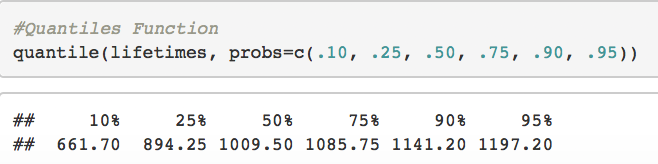 #Quantiles Function
quantile(lifetimes, probs=c(.10, .25, .50, .75, .90, .95))
##     10%     25%     50%     75%     90%     95%
##  661.70  894.25 1009.50 1085.75 1141.20 1197.20